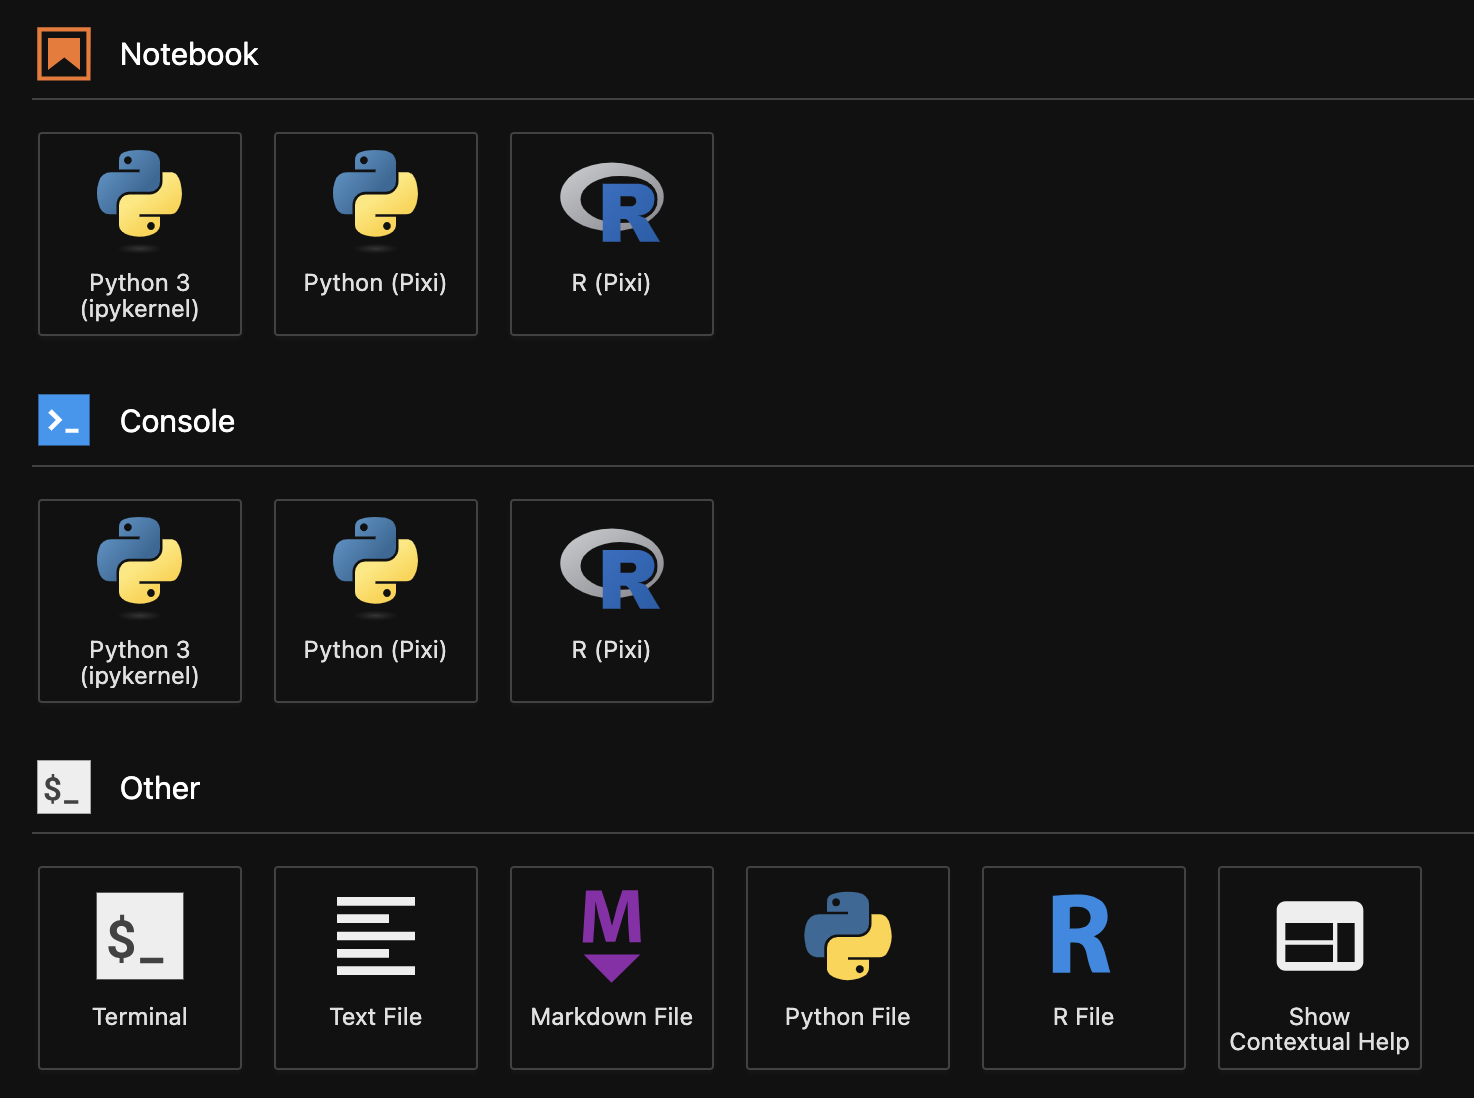 Notebook
Python 3
(ipykernel)
Python (Pixi)
R (Pixi)
>_ Console
Python 3
(ipykernel)
Python (Pixi)
R (Pixi)
$_ Other
$_
Terminal
Text File
M
Markdown File
Python File
R
R File
Show
Contextual Help